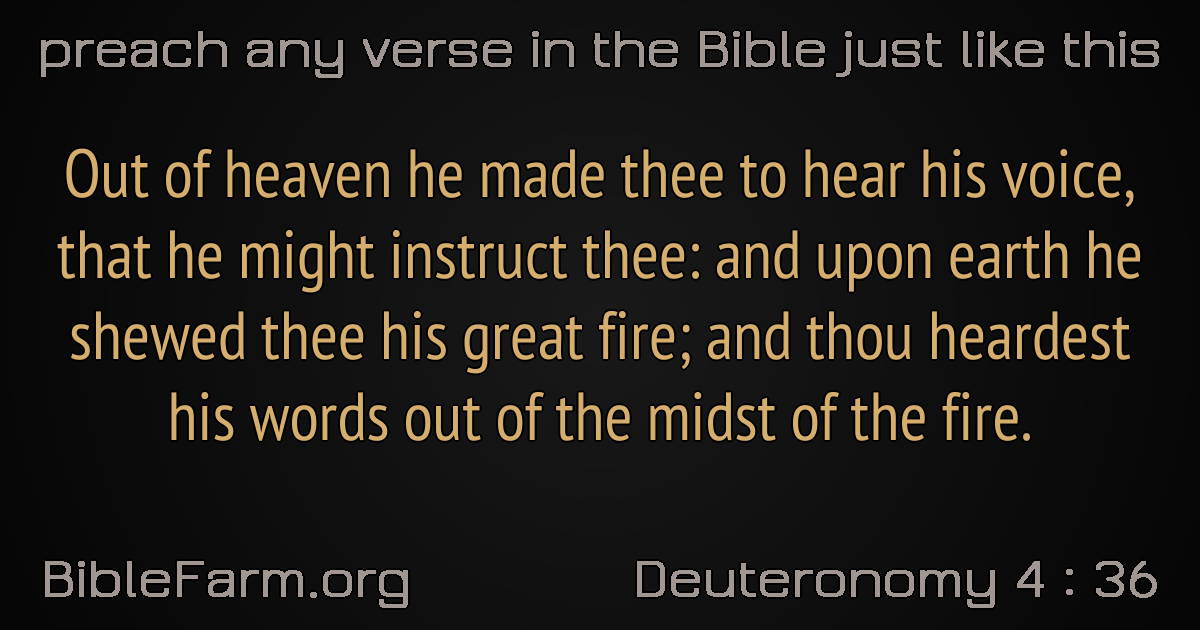 preach any verse in the Bible just like this
Out of heaven he made thee to hear his voice,
that he might instruct thee: and upon earth he
shewed thee his great fire; and thou heardest
his words out of the midst of the fire.
BibleFarm.org
Deuteronomy 4 : 36